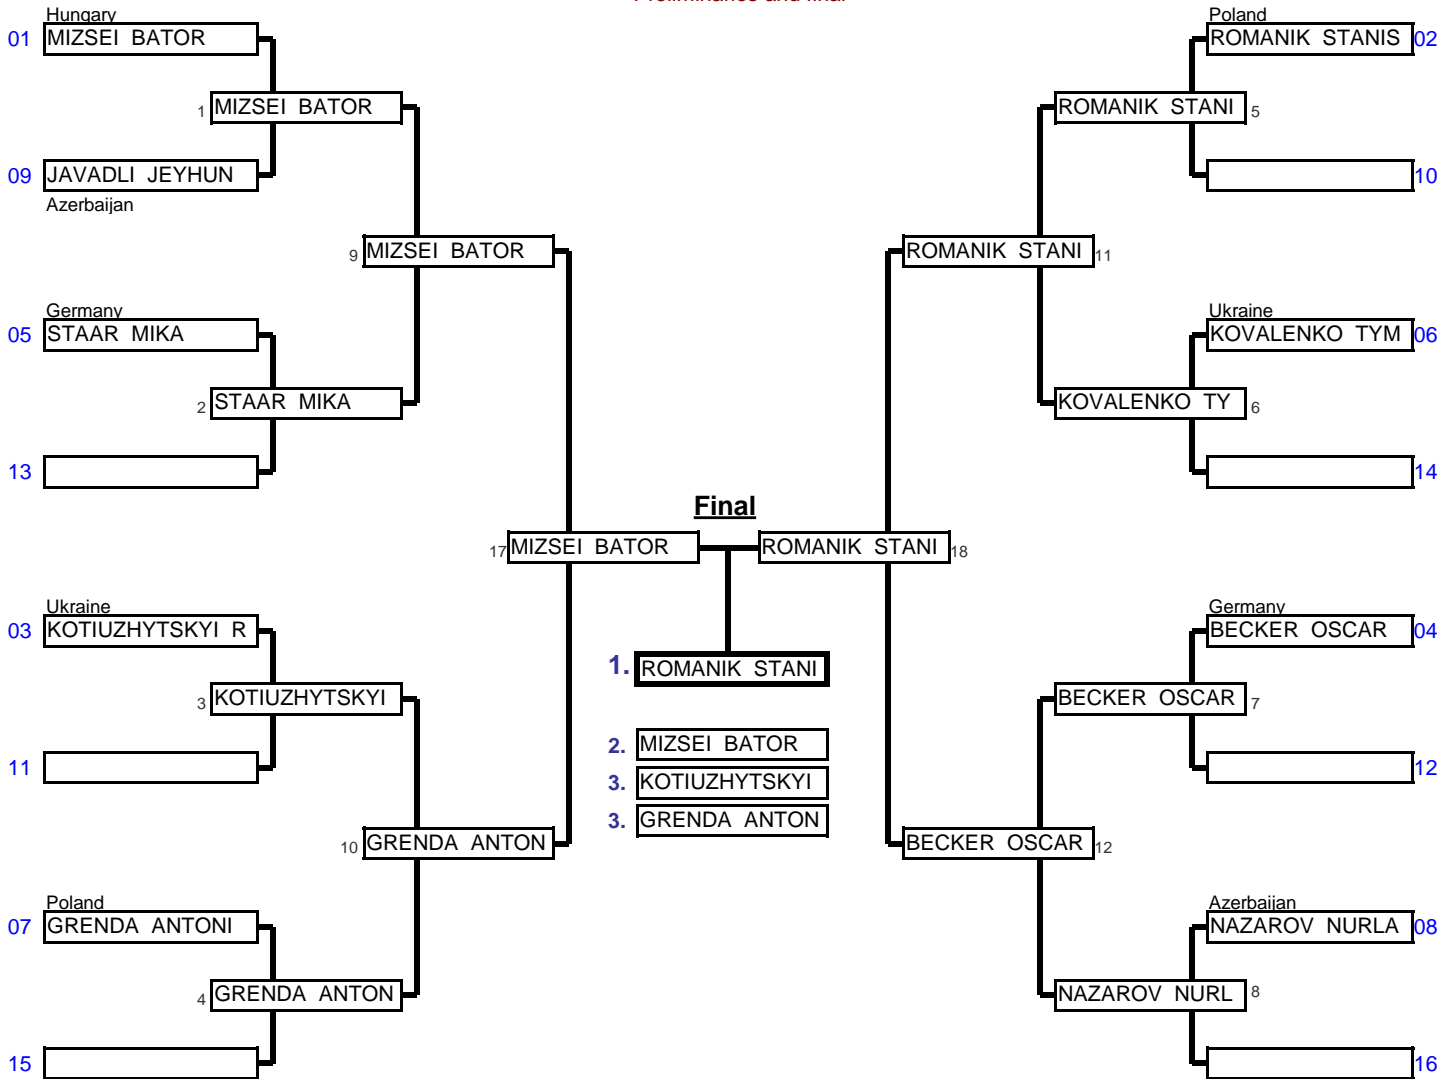 Preliminaries and final
Hungary
01 MIZSEI BATOR
1 MIZSEI BATOR
09 JAVADLI JEYHUN
Azerbaijan
9 MIZSEI BATOR
Germany
05 STAAR MIKA
2 STAAR MIKA
13
17 MIZSEI BATOR
Ukraine
03 KOTIUZHYTSKYI R
3 KOTIUZHYTSKYI
11
10 GRENDA ANTON
Poland
07 GRENDA ANTONI
4 GRENDA ANTON
15
Final
1. ROMANIK STANI
2. MIZSEI BATOR
3. KOTIUZHYTSKYI
3. GRENDA ANTON
Poland
ROMANIK STANIS 02
ROMANIK STANI 5
10
ROMANIK STANI 11
Ukraine
KOVALENKO TYM 06
KOVALENKO TY 6
14
ROMANIK STANI 18
Germany
BECKER OSCAR 04
BECKER OSCAR 7
12
BECKER OSCAR 12
Azerbaijan
NAZAROV NURLA 08
NAZAROV NURL 8
16